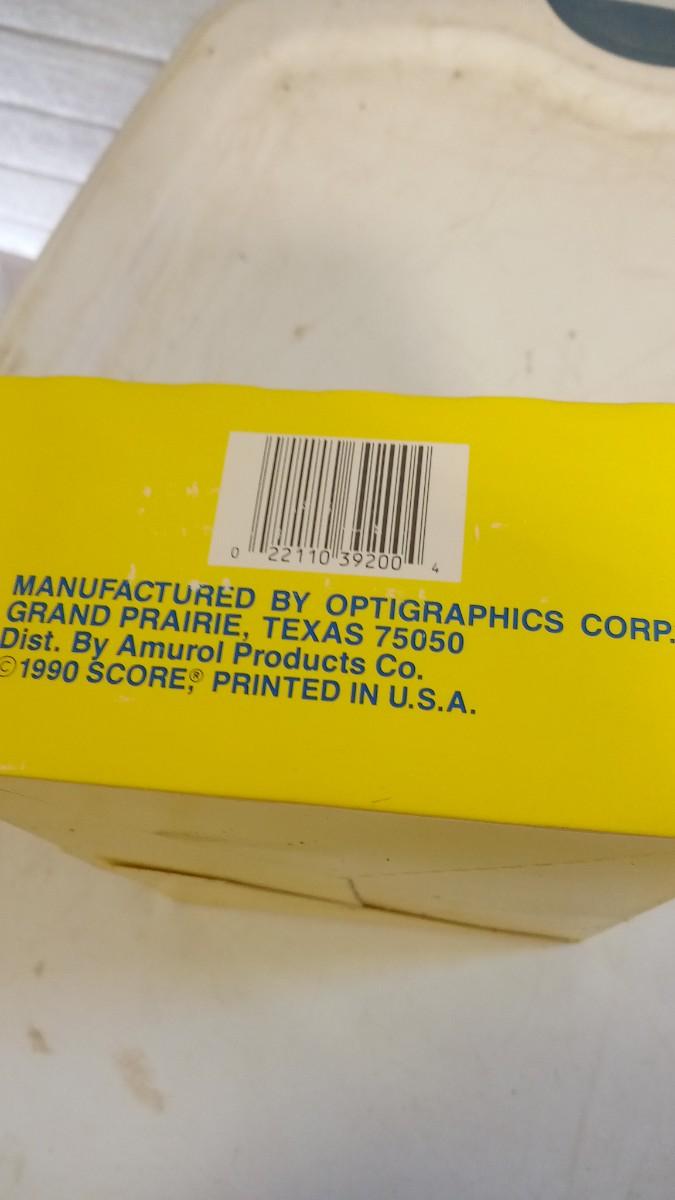 0 22110 39200 4
MANUFACTURED BY OPTIGRAPHICS CORP.
GRAND PRAIRIE, TEXAS 75050
Dist. By Amurol Products Co.
©1990 SCORE,® PRINTED IN U.S.A.